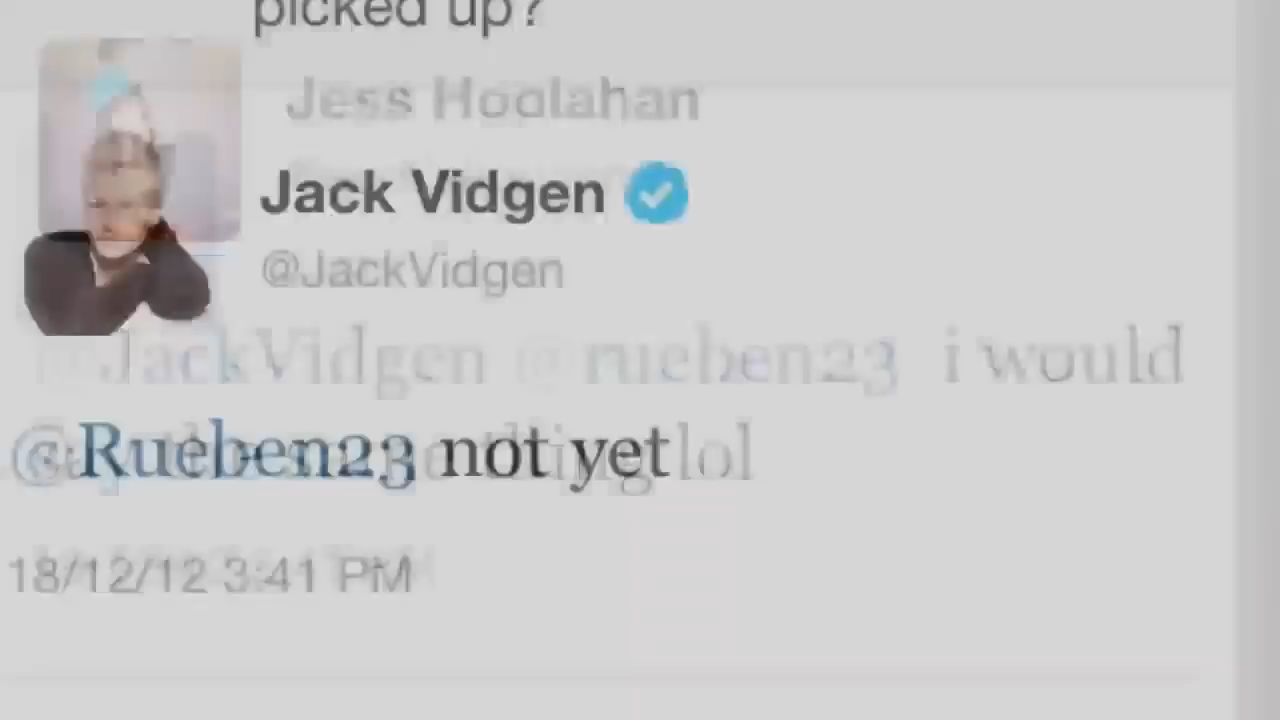 picked up?
Jess Hoolahan
Jack Vidgen
@JackVidgen
@JackVidgen @rueben23 i would
@Rueben23 not yet
lol
18/12/12 3:41 PM